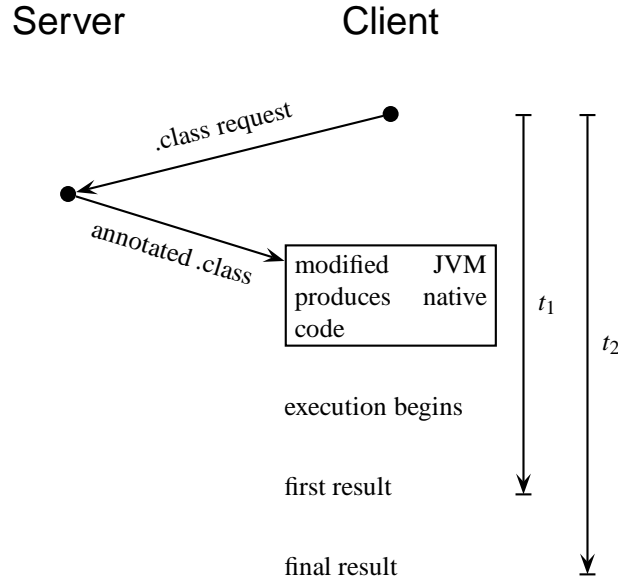 Server Client
.class request
annotated .class
modified JVM
produces native
code
t1
t2
execution begins
first result
final result